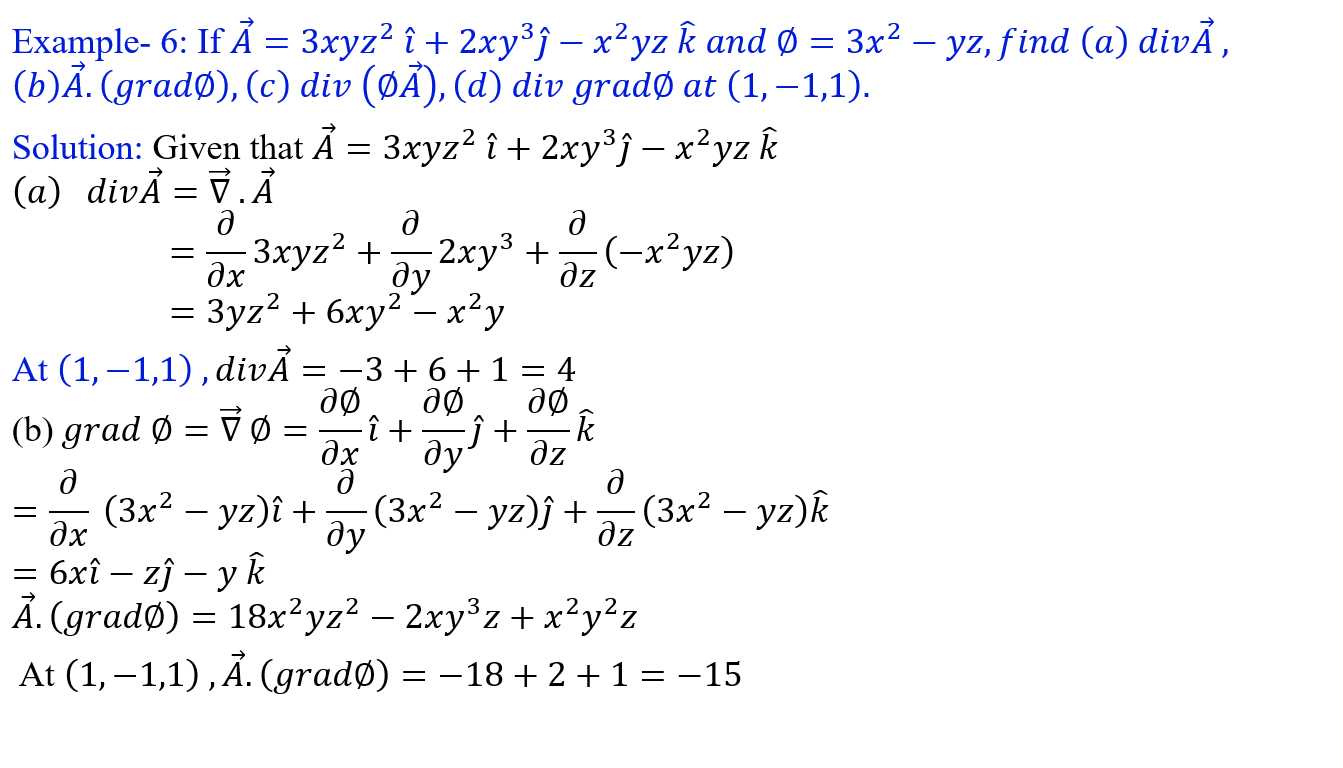 Example- 6: If A⃗ = 3xyz² î + 2xy³ĵ − x²yz k̂ and ∅ = 3x² − yz, find (a) divA⃗ ,
(b)A⃗. (grad∅), (c) div (∅A⃗), (d) div grad∅ at (1, −1,1).
Solution: Given that A⃗ = 3xyz² î + 2xy³ĵ − x²yz k̂
(a) divA⃗ = ∇⃗ . A⃗
= ∂/∂x 3xyz² + ∂/∂y 2xy³ + ∂/∂z (−x²yz)
= 3yz² + 6xy² − x²y
At (1, −1,1) , divA⃗ = −3 + 6 + 1 = 4
(b) grad ∅ = ∇⃗ ∅ = ∂∅/∂x î + ∂∅/∂y ĵ + ∂∅/∂z k̂
= ∂/∂x (3x² − yz)î + ∂/∂y (3x² − yz)ĵ + ∂/∂z (3x² − yz)k̂
= 6xî − zĵ − y k̂
A⃗. (grad∅) = 18x²yz² − 2xy³z + x²y²z
At (1, −1,1) , A⃗. (grad∅) = −18 + 2 + 1 = −15